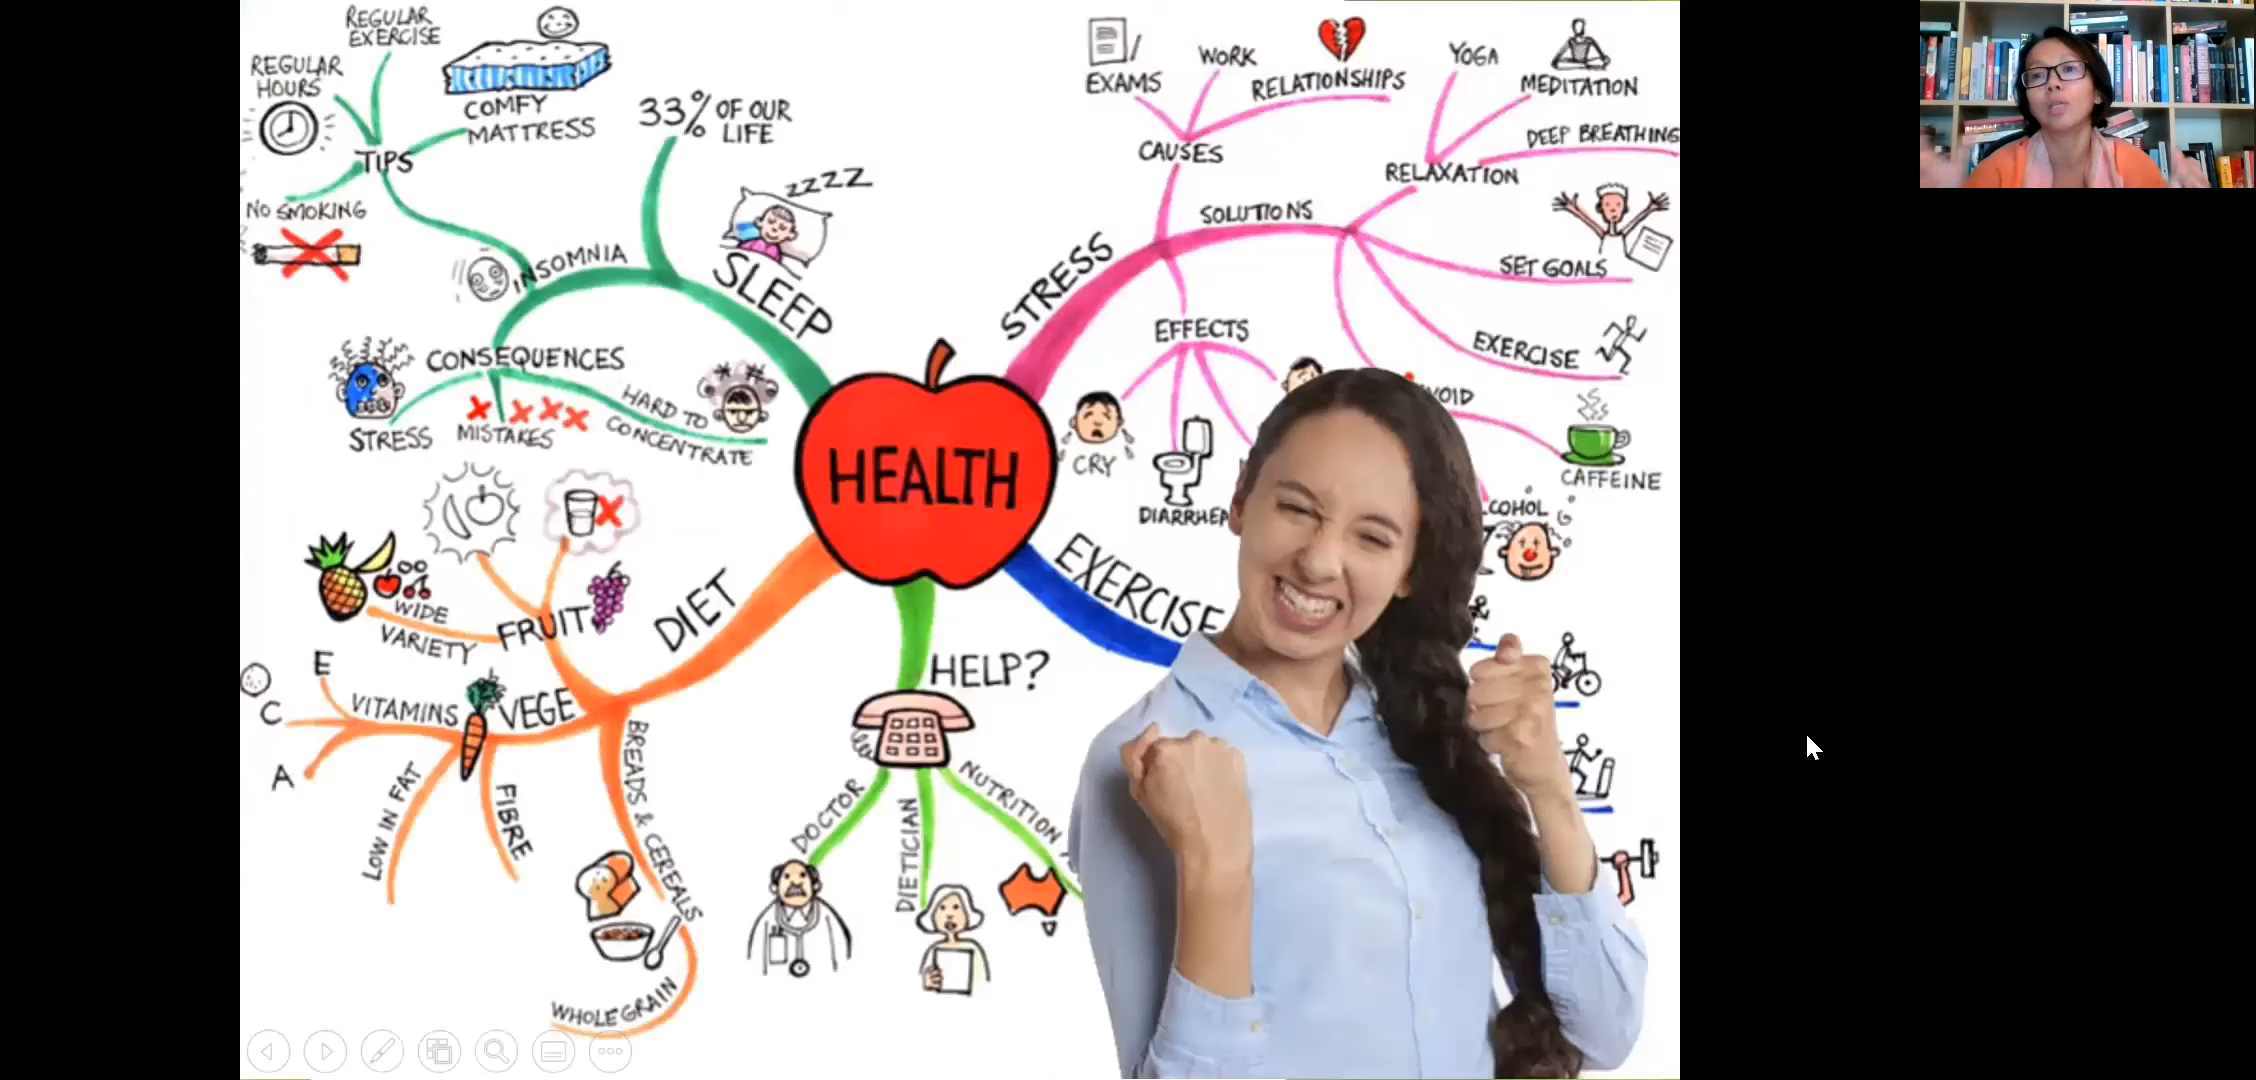 REGULAR
EXERCISE
REGULAR
HOURS
COMFY
MATTRESS
TIPS
NO SMOKING
33% OF OUR
LIFE
ZZZZ
INSOMNIA
SLEEP
CONSEQUENCES
STRESS
MISTAKES
HARD TO
CONCENTRATE
EXAMS
WORK
RELATIONSHIPS
CAUSES
YOGA
MEDITATION
DEEP BREATHING
RELAXATION
SOLUTIONS
STRESS
SET GOALS
EXERCISE
EFFECTS
CRY
DIARRHEA
VOID
CAFFEINE
COHOL
HEALTH
EXERCISE
DIET
FRUIT
WIDE
VARIETY
VEGE
VITAMINS
E
C
A
LOW IN FAT
FIBRE
BREADS & CEREALS
WHOLEGRAIN
HELP?
DOCTOR
DIETICIAN
NUTRITION